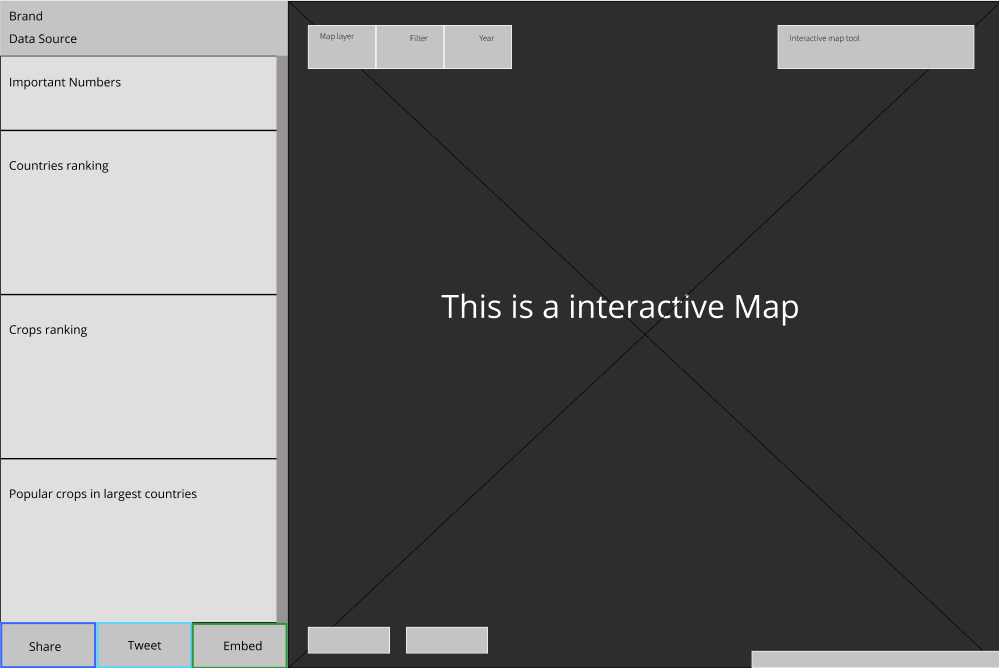 Brand
Data Source
Important Numbers
Countries ranking
Crops ranking
Popular crops in largest countries
Share
Tweet
Embed
Map layer
Filter
Year
Interactive map tool
This is a interactive Map